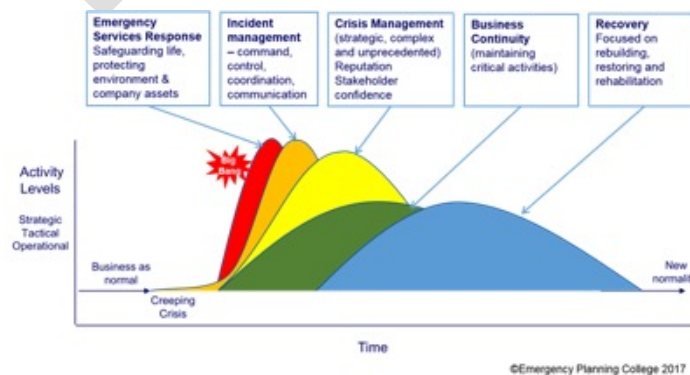 Emergency
Services Response
Safeguarding life,
protecting
environment &
company assets
Incident
management
– command,
control,
coordination,
communication
Crisis Management
(strategic, complex
and unprecedented)
Reputation
Stakeholder
confidence
Business
Continuity
(maintaining
critical activities)
Recovery
Focused on
rebuilding,
restoring and
rehabilitation
Big
Bang
Activity
Levels
Strategic
Tactical
Operational
Business as
normal
Creeping
Crisis
New
normalit
Time
©Emergency Planning College 2017